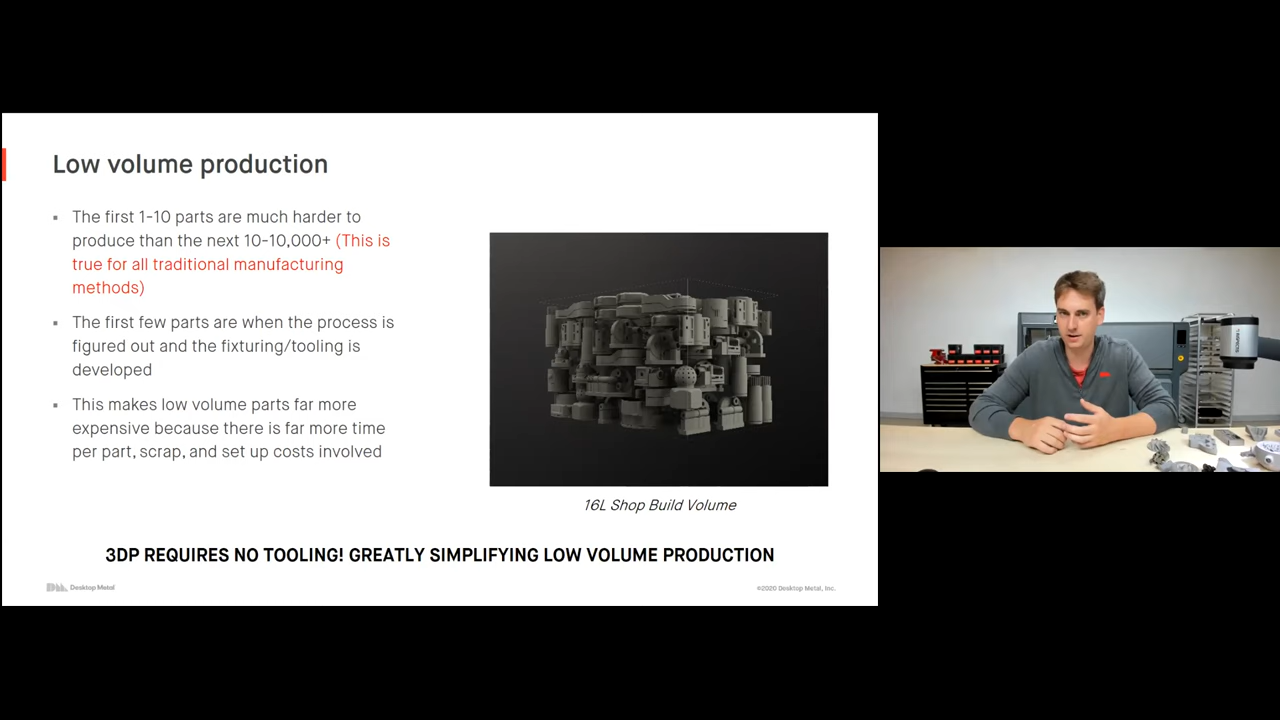 Low volume production
▪ The first 1-10 parts are much harder to
produce than the next 10-10,000+ (This is
true for all traditional manufacturing
methods)
▪ The first few parts are when the process is
figured out and the fixturing/tooling is
developed
▪ This makes low volume parts far more
expensive because there is far more time
per part, scrap, and set up costs involved
16L Shop Build Volume
3DP REQUIRES NO TOOLING! GREATLY SIMPLIFYING LOW VOLUME PRODUCTION
DM Desktop Metal
©2020 Desktop Metal, Inc.